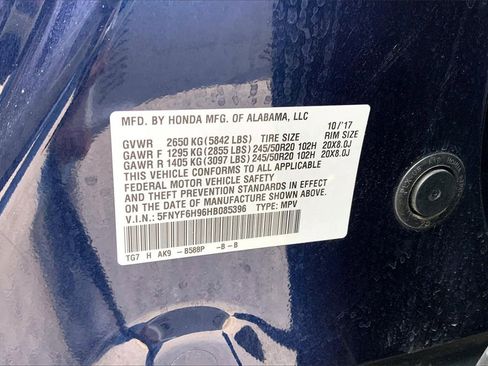 MFD. BY HONDA MFG. OF ALABAMA, LLC
10/'17
GVWR 2650 KG (5842 LBS) TIRE SIZE RIM SIZE
GAWR F 1295 KG (2855 LBS) 245/50R20 102H 20X8.0J
GAWR R 1405 KG (3097 LBS) 245/50R20 102H 20X8.0J
THIS VEHICLE CONFORMS TO ALL APPLICABLE
FEDERAL MOTOR VEHICLE SAFETY
AND THEFT PREVENTION STANDARDS IN EFFECT
ON THE DATE OF MANUFACTURE SHOWN ABOVE.
V.I.N.: 5FNYF6H96HB085396 TYPE: MPV
TG7 H AK9 - B588P -B-B